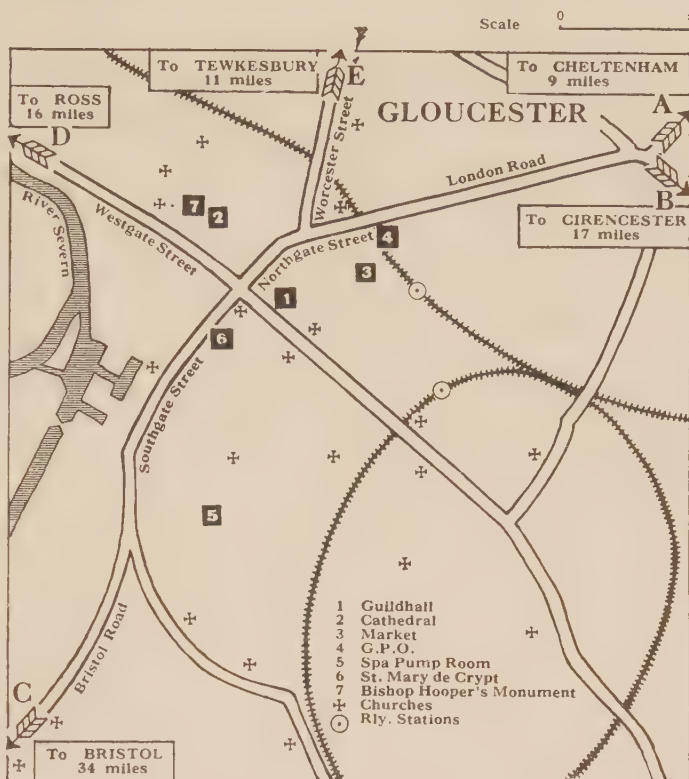 Scale 0
To TEWKESBURY
11 miles
E
To CHELTENHAM
9 miles
A
To ROSS
16 miles
D
GLOUCESTER
Worcester Street
London Road
B
To CIRENCESTER
17 miles
River Severn
Westgate Street
7
2
Northgate Street
4
3
1
6
Southgate Street
5
1 Guildhall
2 Cathedral
3 Market
4 G.P.O.
5 Spa Pump Room
6 St. Mary de Crypt
7 Bishop Hooper's Monument
Churches
Rly. Stations
Bristol Road
C
To BRISTOL
34 miles